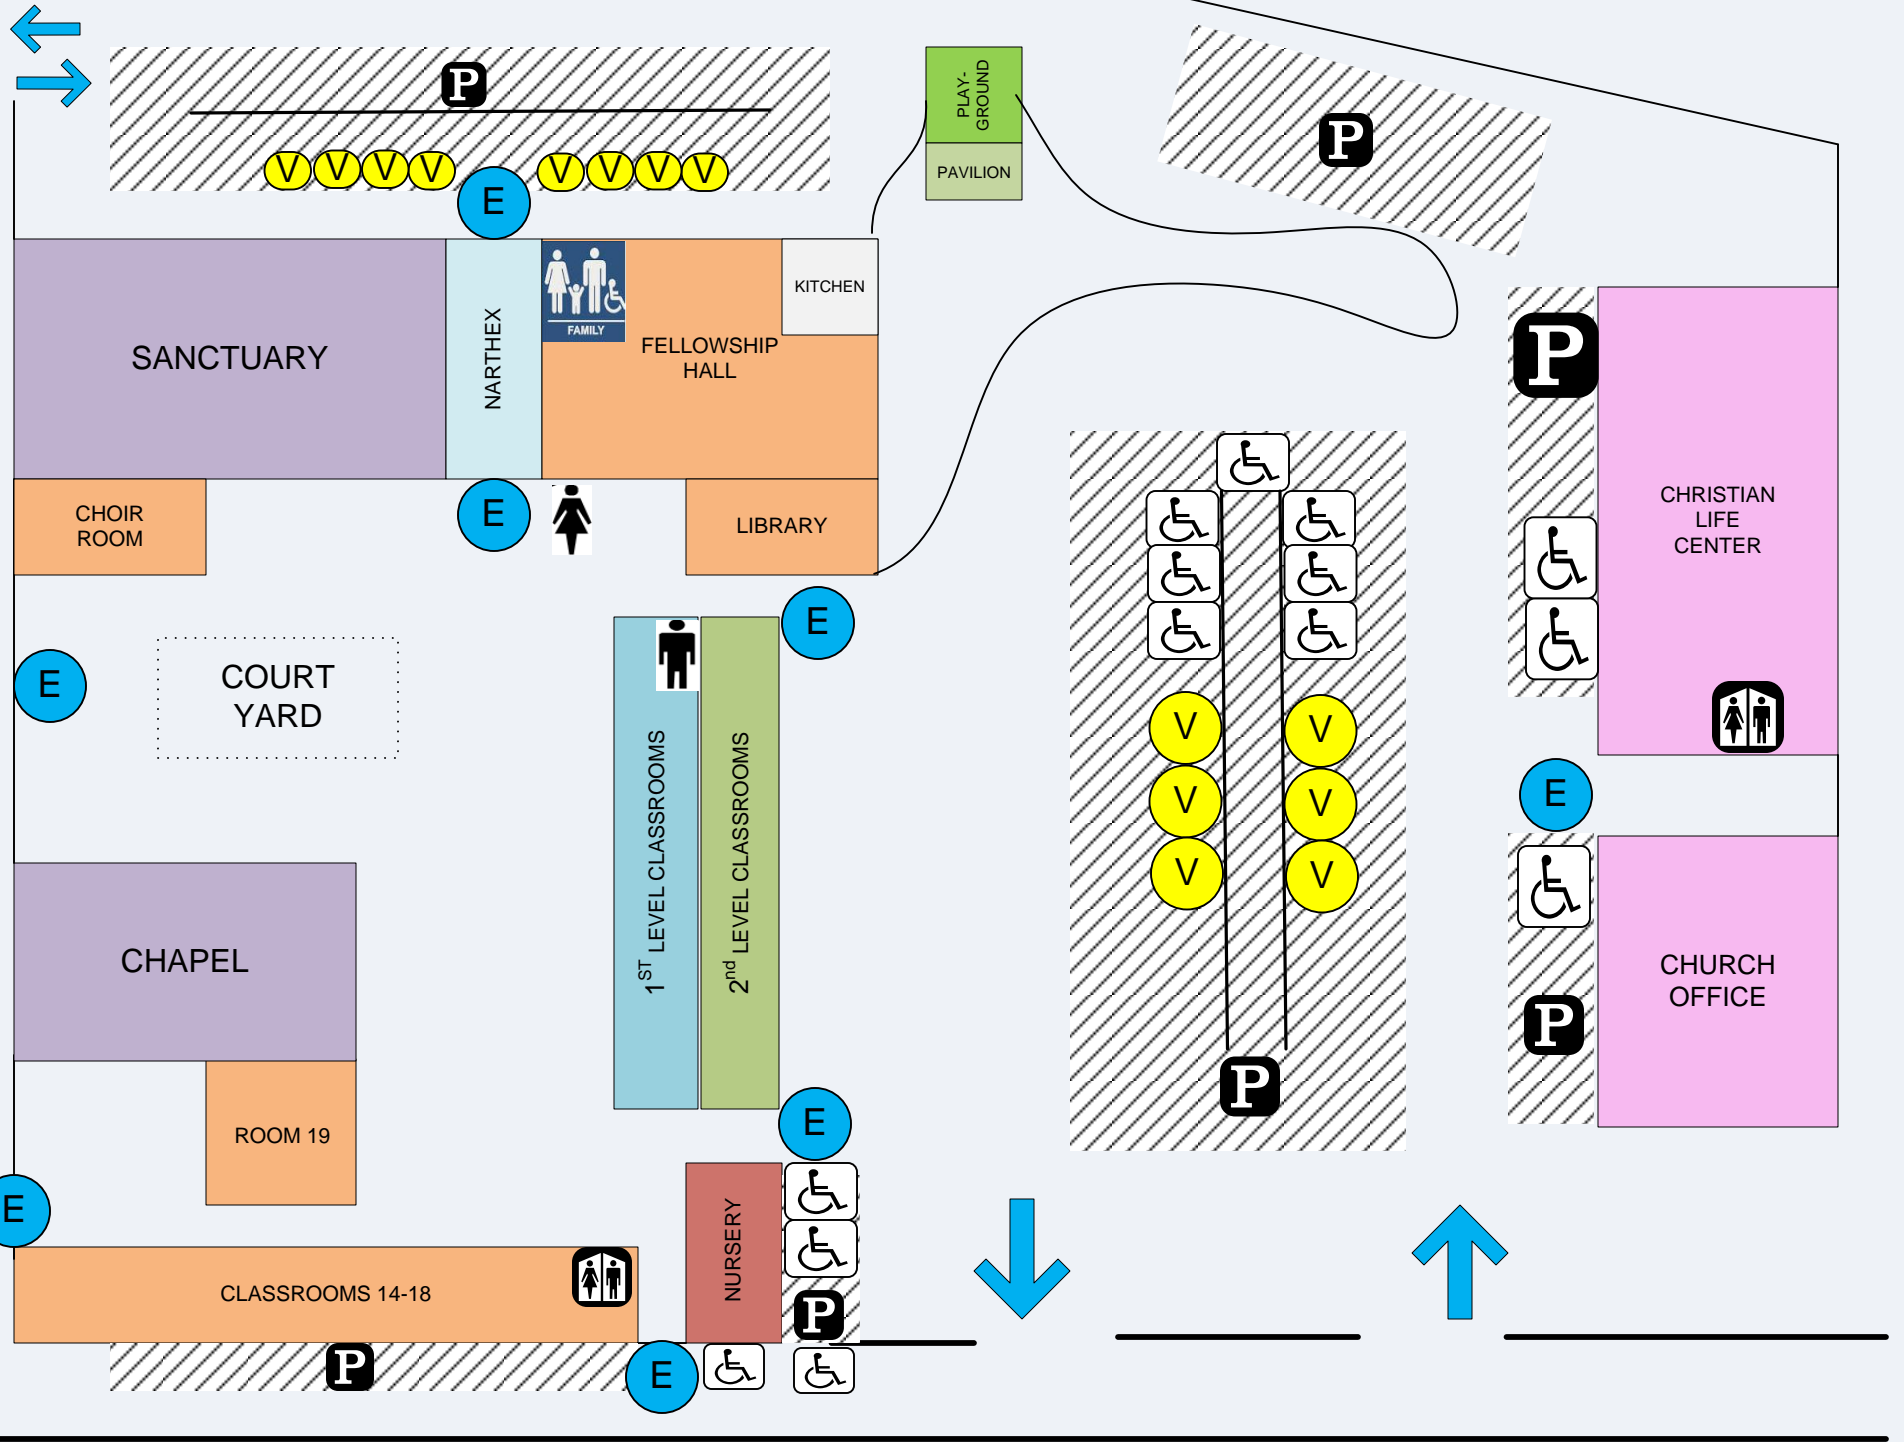 P
V V V V V V V V
E
PLAY-
GROUND
PAVILION
P
SANCTUARY
NARTHEX
FAMILY
FELLOWSHIP
HALL
KITCHEN
P
CHOIR
ROOM
E
LIBRARY
CHRISTIAN
LIFE
CENTER
E
E
COURT
YARD
1ST LEVEL CLASSROOMS
2nd LEVEL CLASSROOMS
V V
V V
V V
E
CHAPEL
CHURCH
OFFICE
P
P
ROOM 19
E
E
NURSERY
CLASSROOMS 14-18
P
P
E